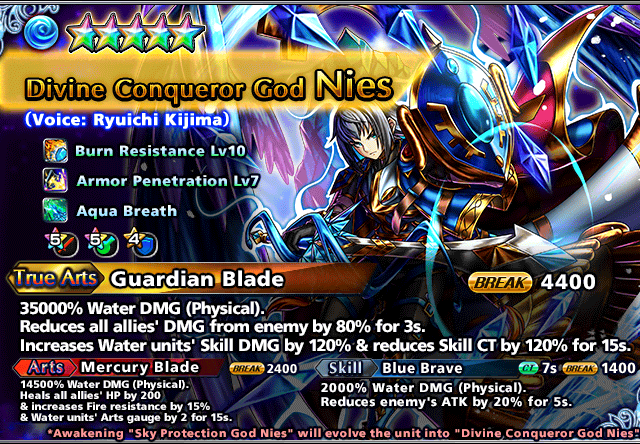 Divine Conqueror God Nies
(Voice: Ryuichi Kijima)
Burn Resistance Lv10
Armor Penetration Lv7
Aqua Breath
5 5 4
True Arts Guardian Blade BREAK 4400
35000% Water DMG (Physical).
Reduces all allies' DMG from enemy by 80% for 3s.
Increases Water units' Skill DMG by 120% & reduces Skill CT by 120% for 15s.
Arts Mercury Blade BREAK 2400
14500% Water DMG (Physical).
Heals all allies' HP by 200
& increases Fire resistance by 15%
& Water units' Arts gauge by 2 for 15s.
Skill Blue Brave CT 7s BREAK 1400
2000% Water DMG (Physical).
Reduces enemy's ATK by 20% for 5s.
*Awakening "Sky Protection God Nies" will evolve the unit into "Divine Conqueror God Nies"